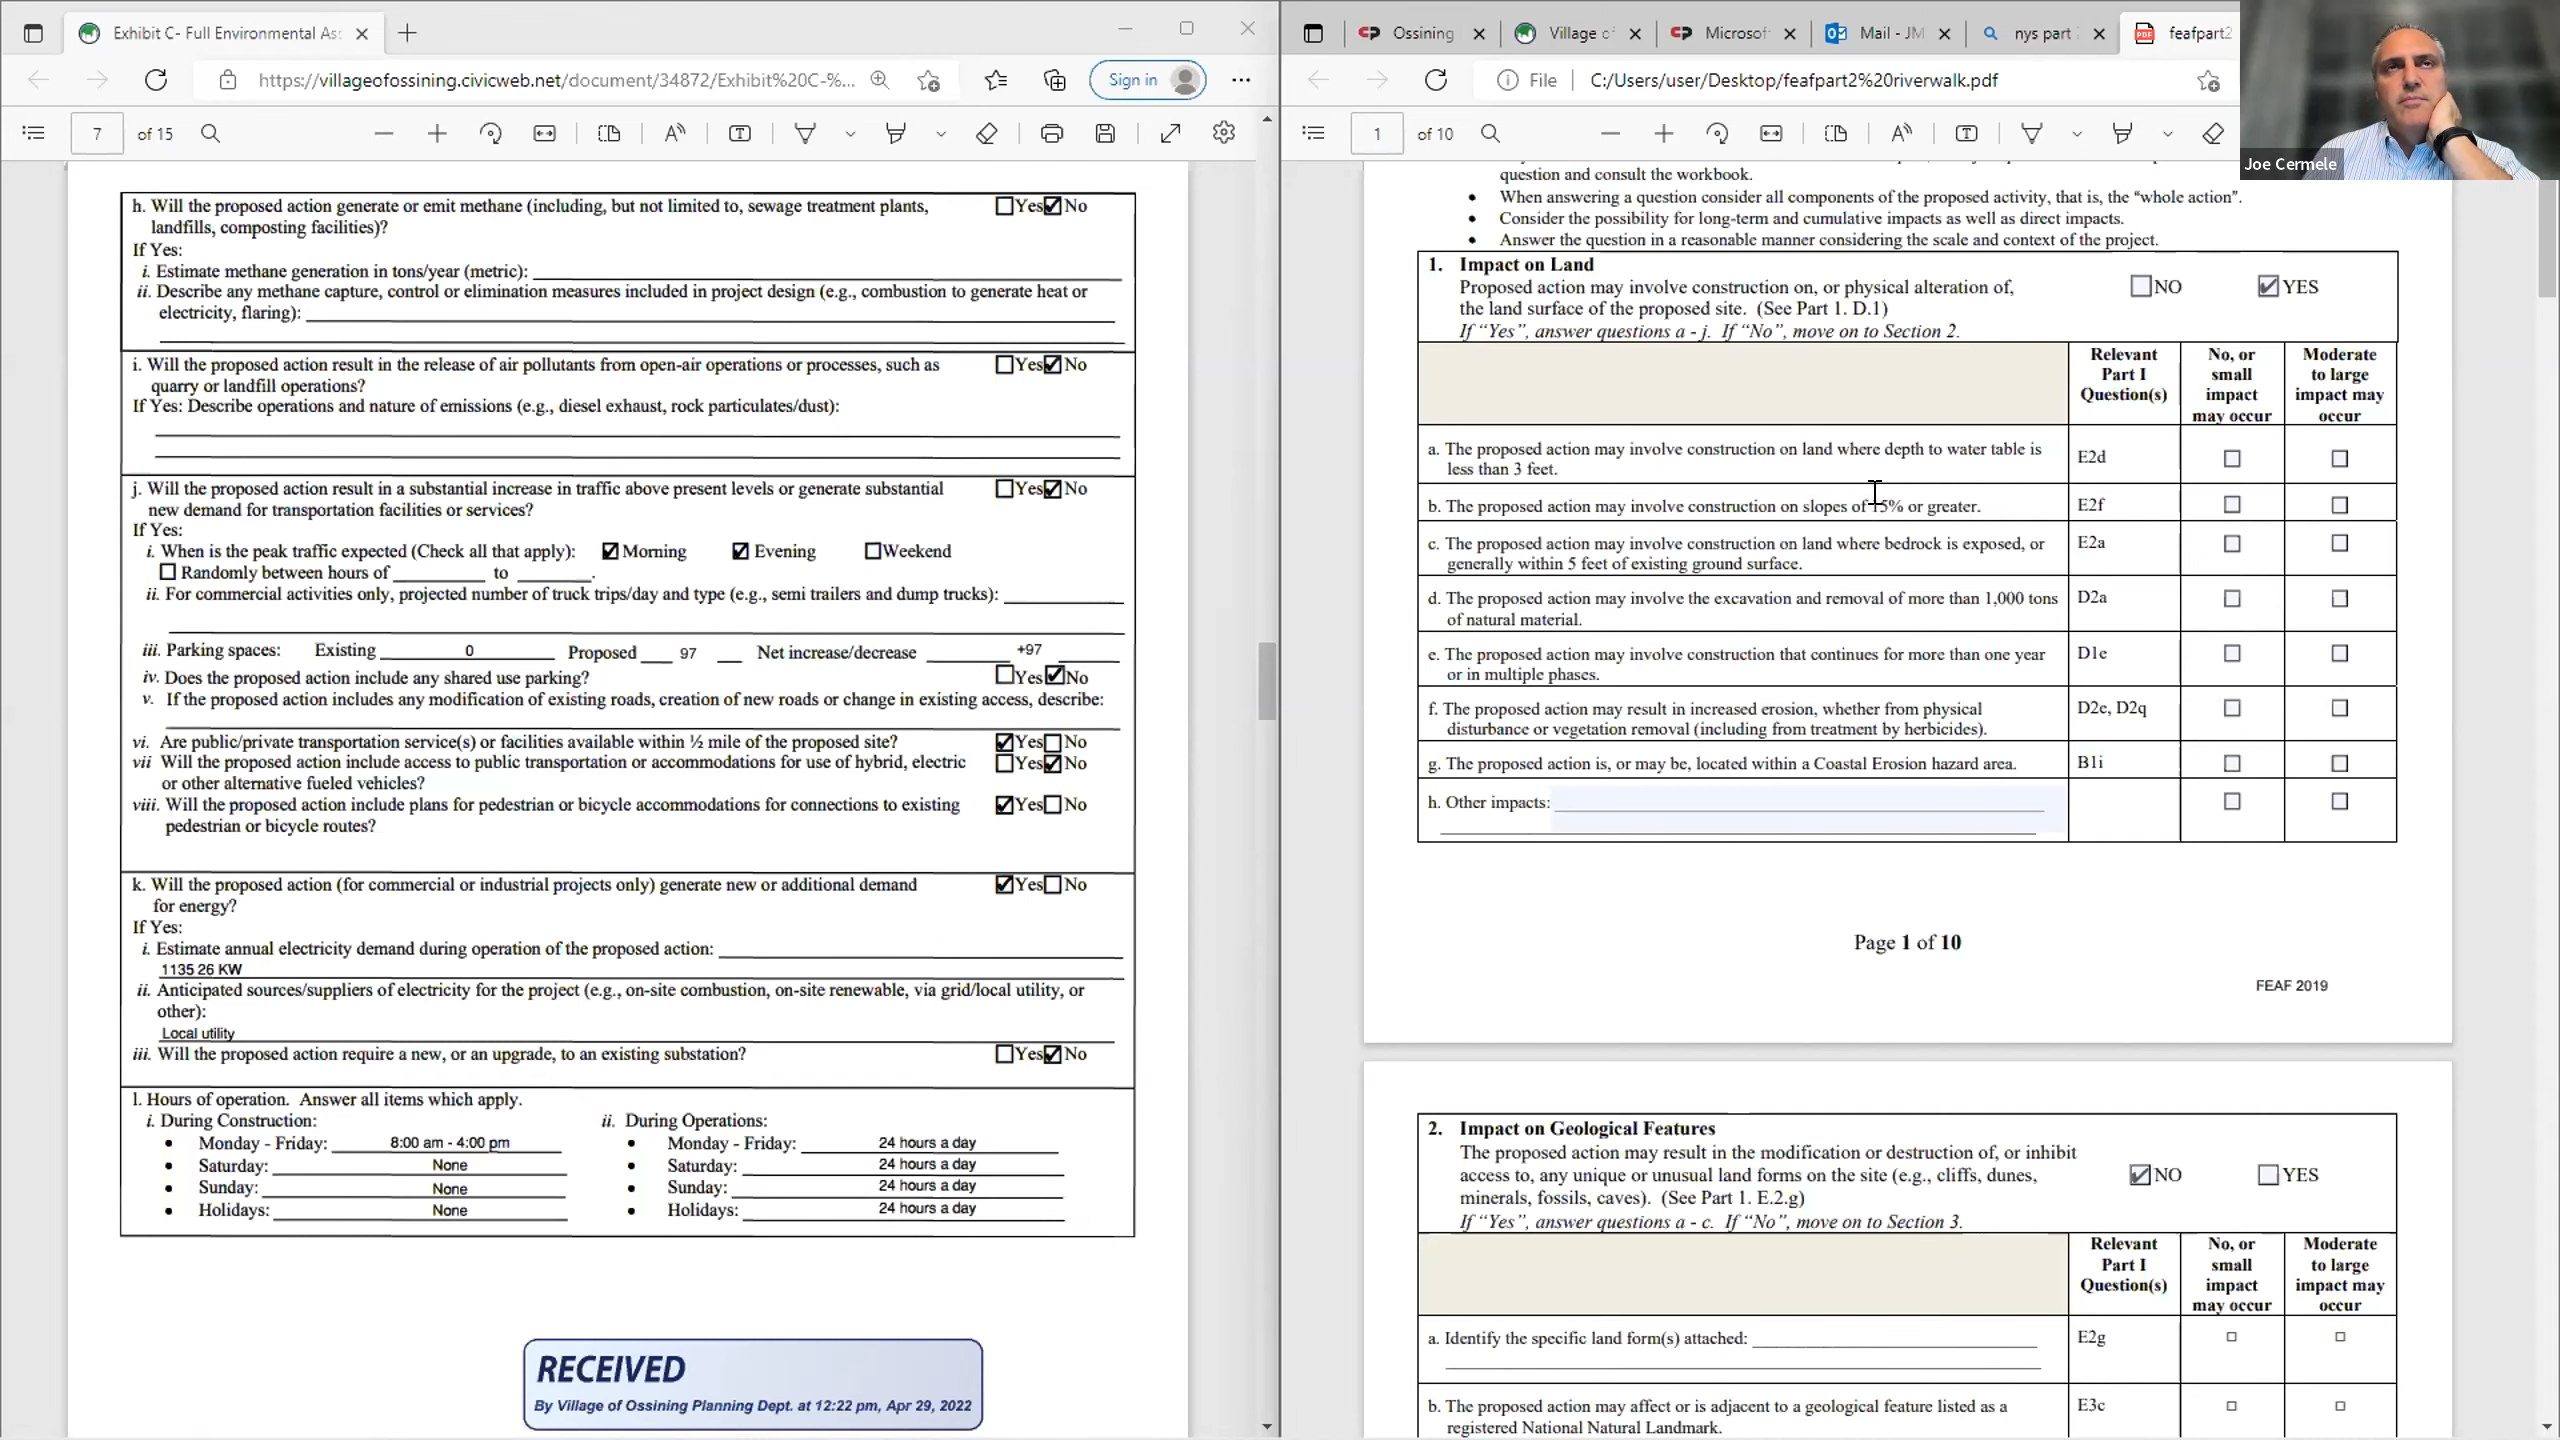 Exhibit C- Full Environmental As
https://villageofossining.civicweb.net/document/34872/Exhibit%20C-%...
Sign in
7 of 15
h. Will the proposed action generate or emit methane (including, but not limited to, sewage treatment plants, Yes No
landfills, composting facilities)?
If Yes:
i. Estimate methane generation in tons/year (metric):
ii. Describe any methane capture, control or elimination measures included in project design (e.g., combustion to generate heat or
electricity, flaring):
i. Will the proposed action result in the release of air pollutants from open-air operations or processes, such as Yes No
quarry or landfill operations?
If Yes: Describe operations and nature of emissions (e.g., diesel exhaust, rock particulates/dust):
j. Will the proposed action result in a substantial increase in traffic above present levels or generate substantial Yes No
new demand for transportation facilities or services?
If Yes:
i. When is the peak traffic expected (Check all that apply): Morning Evening Weekend
Randomly between hours of to .
ii. For commercial activities only, projected number of truck trips/day and type (e.g., semi trailers and dump trucks):
iii. Parking spaces: Existing 0 Proposed 97 Net increase/decrease +97
iv. Does the proposed action include any shared use parking? Yes No
v. If the proposed action includes any modification of existing roads, creation of new roads or change in existing access, describe:
vi. Are public/private transportation service(s) or facilities available within ½ mile of the proposed site? Yes No
vii Will the proposed action include access to public transportation or accommodations for use of hybrid, electric Yes No
or other alternative fueled vehicles?
viii. Will the proposed action include plans for pedestrian or bicycle accommodations for connections to existing Yes No
pedestrian or bicycle routes?
k. Will the proposed action (for commercial or industrial projects only) generate new or additional demand Yes No
for energy?
If Yes:
i. Estimate annual electricity demand during operation of the proposed action:
1135 26 KW
ii. Anticipated sources/suppliers of electricity for the project (e.g., on-site combustion, on-site renewable, via grid/local utility, or
other):
Local utility
iii. Will the proposed action require a new, or an upgrade, to an existing substation? Yes No
l. Hours of operation. Answer all items which apply.
i. During Construction: ii. During Operations:
• Monday - Friday: 8:00 am - 4:00 pm • Monday - Friday: 24 hours a day
• Saturday: None • Saturday: 24 hours a day
• Sunday: None • Sunday: 24 hours a day
• Holidays: None • Holidays: 24 hours a day
RECEIVED
By Village of Ossining Planning Dept. at 12:22 pm, Apr 29, 2022
Ossining Village o Microsof Mail - JM nys part feafpart2
File C:/Users/user/Desktop/feafpart2%20riverwalk.pdf
1 of 10
Joe Cermele
question and consult the workbook.
• When answering a question consider all components of the proposed activity, that is, the “whole action”.
• Consider the possibility for long-term and cumulative impacts as well as direct impacts.
• Answer the question in a reasonable manner considering the scale and context of the project.
1. Impact on Land
Proposed action may involve construction on, or physical alteration of, NO YES
the land surface of the proposed site. (See Part 1. D.1)
If “Yes”, answer questions a - j. If “No”, move on to Section 2.
Relevant No, or Moderate
Part I small to large
Question(s) impact impact may
may occur occur
a. The proposed action may involve construction on land where depth to water table is E2d
less than 3 feet.
b. The proposed action may involve construction on slopes of 15% or greater. E2f
c. The proposed action may involve construction on land where bedrock is exposed, or E2a
generally within 5 feet of existing ground surface.
d. The proposed action may involve the excavation and removal of more than 1,000 tons D2a
of natural material.
e. The proposed action may involve construction that continues for more than one year D1e
or in multiple phases.
f. The proposed action may result in increased erosion, whether from physical D2e, D2q
disturbance or vegetation removal (including from treatment by herbicides).
g. The proposed action is, or may be, located within a Coastal Erosion hazard area. B1i
h. Other impacts:
Page 1 of 10
FEAF 2019
2. Impact on Geological Features
The proposed action may result in the modification or destruction of, or inhibit
access to, any unique or unusual land forms on the site (e.g., cliffs, dunes, NO YES
minerals, fossils, caves). (See Part 1. E.2.g)
If “Yes”, answer questions a - c. If “No”, move on to Section 3.
Relevant No, or Moderate
Part I small to large
Question(s) impact impact may
may occur occur
a. Identify the specific land form(s) attached: E2g
b. The proposed action may affect or is adjacent to a geological feature listed as a E3c
registered National Natural Landmark.